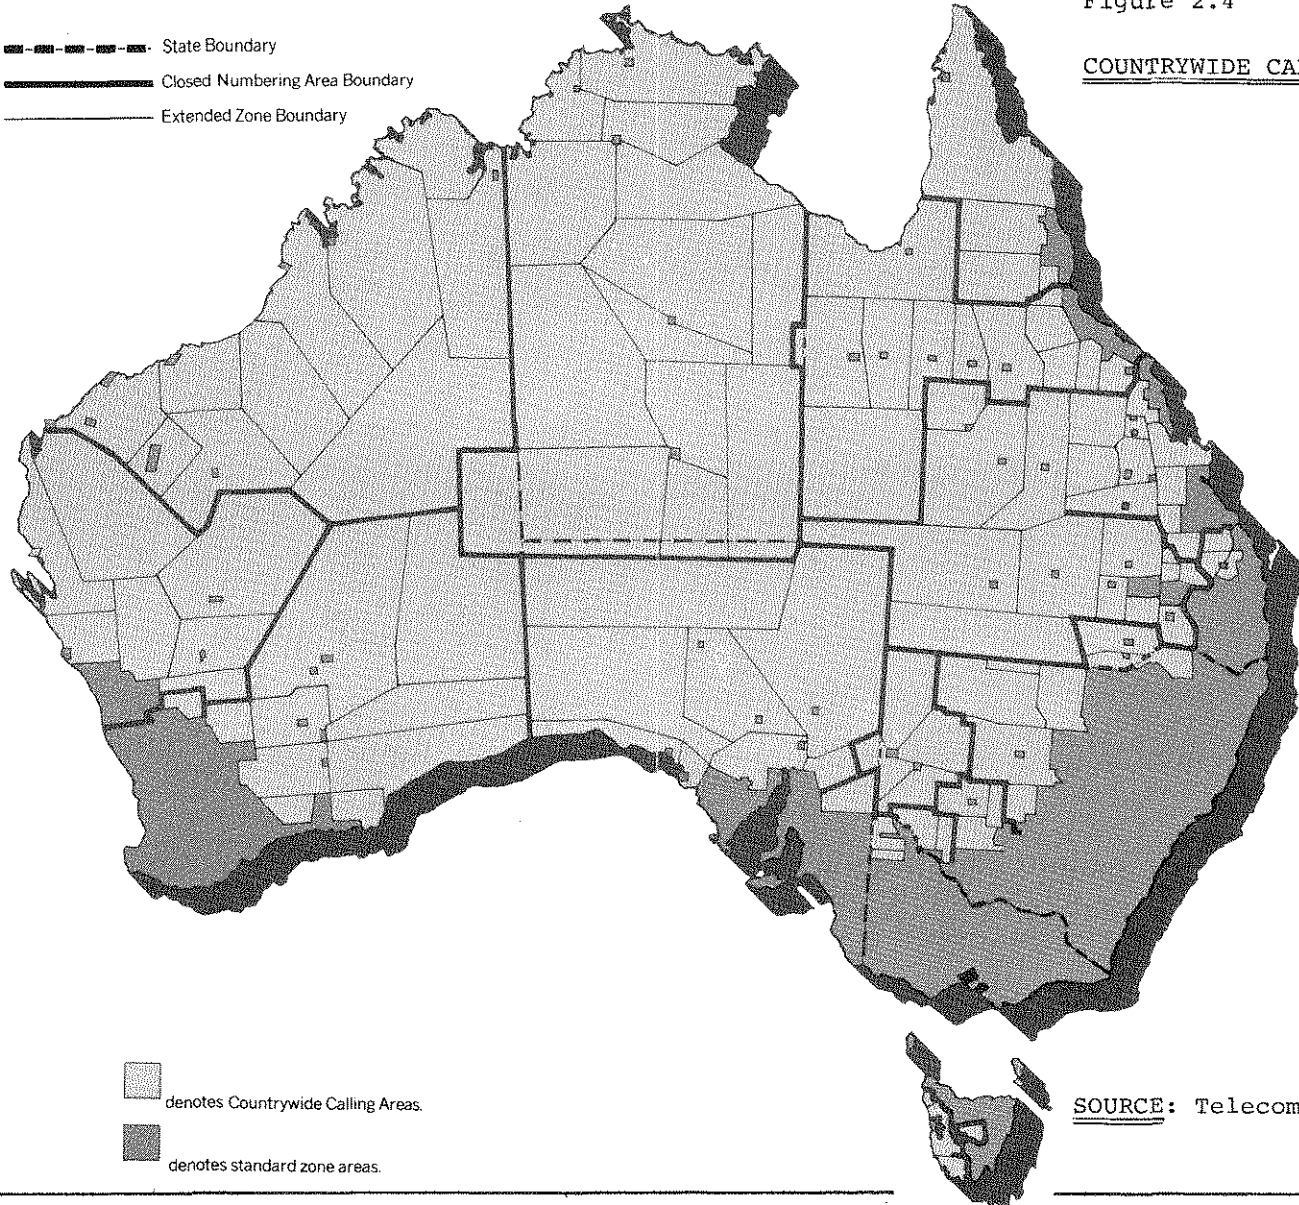 Figure 2.4
State Boundary
COUNTRYWIDE
Closed Numbering Area Boundary
Extended Zone Boundary
denotes Countrywide Calling Areas.
SOURCE: Telecom
denotes standard zone areas.